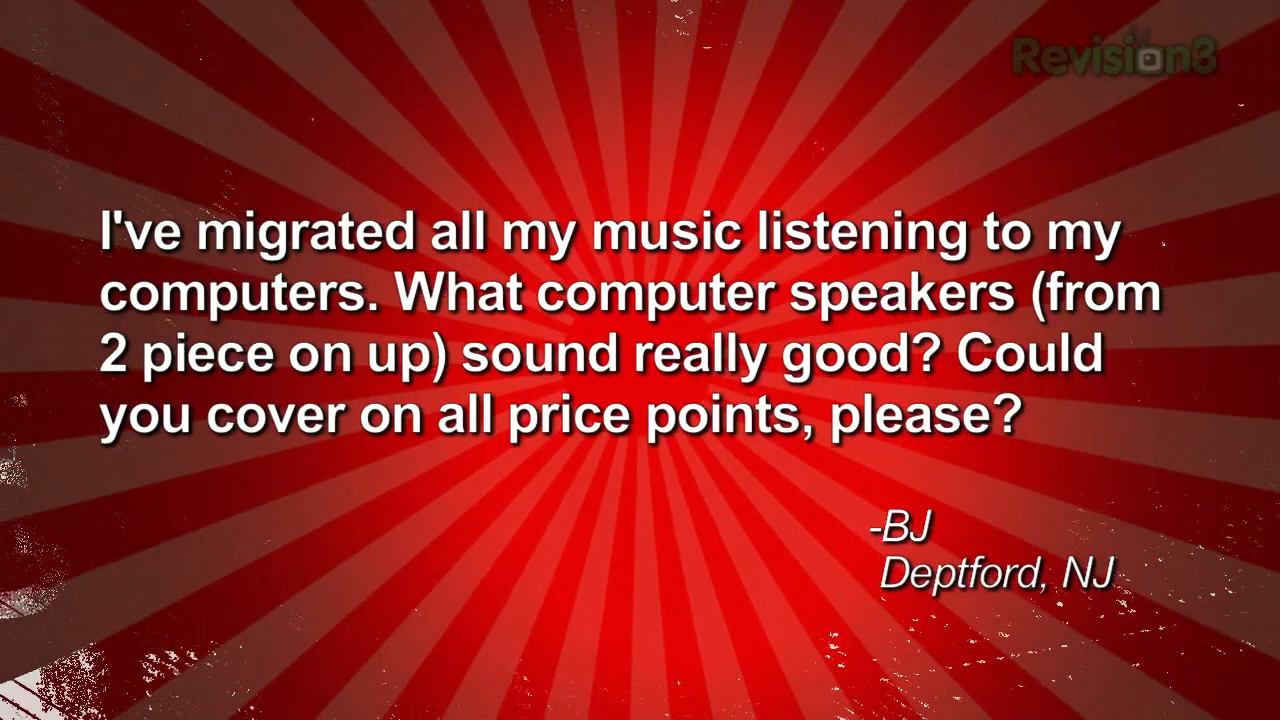 Revision3
I've migrated all my music listening to my
computers. What computer speakers (from
2 piece on up) sound really good? Could
you cover on all price points, please?
-BJ
Deptford, NJ